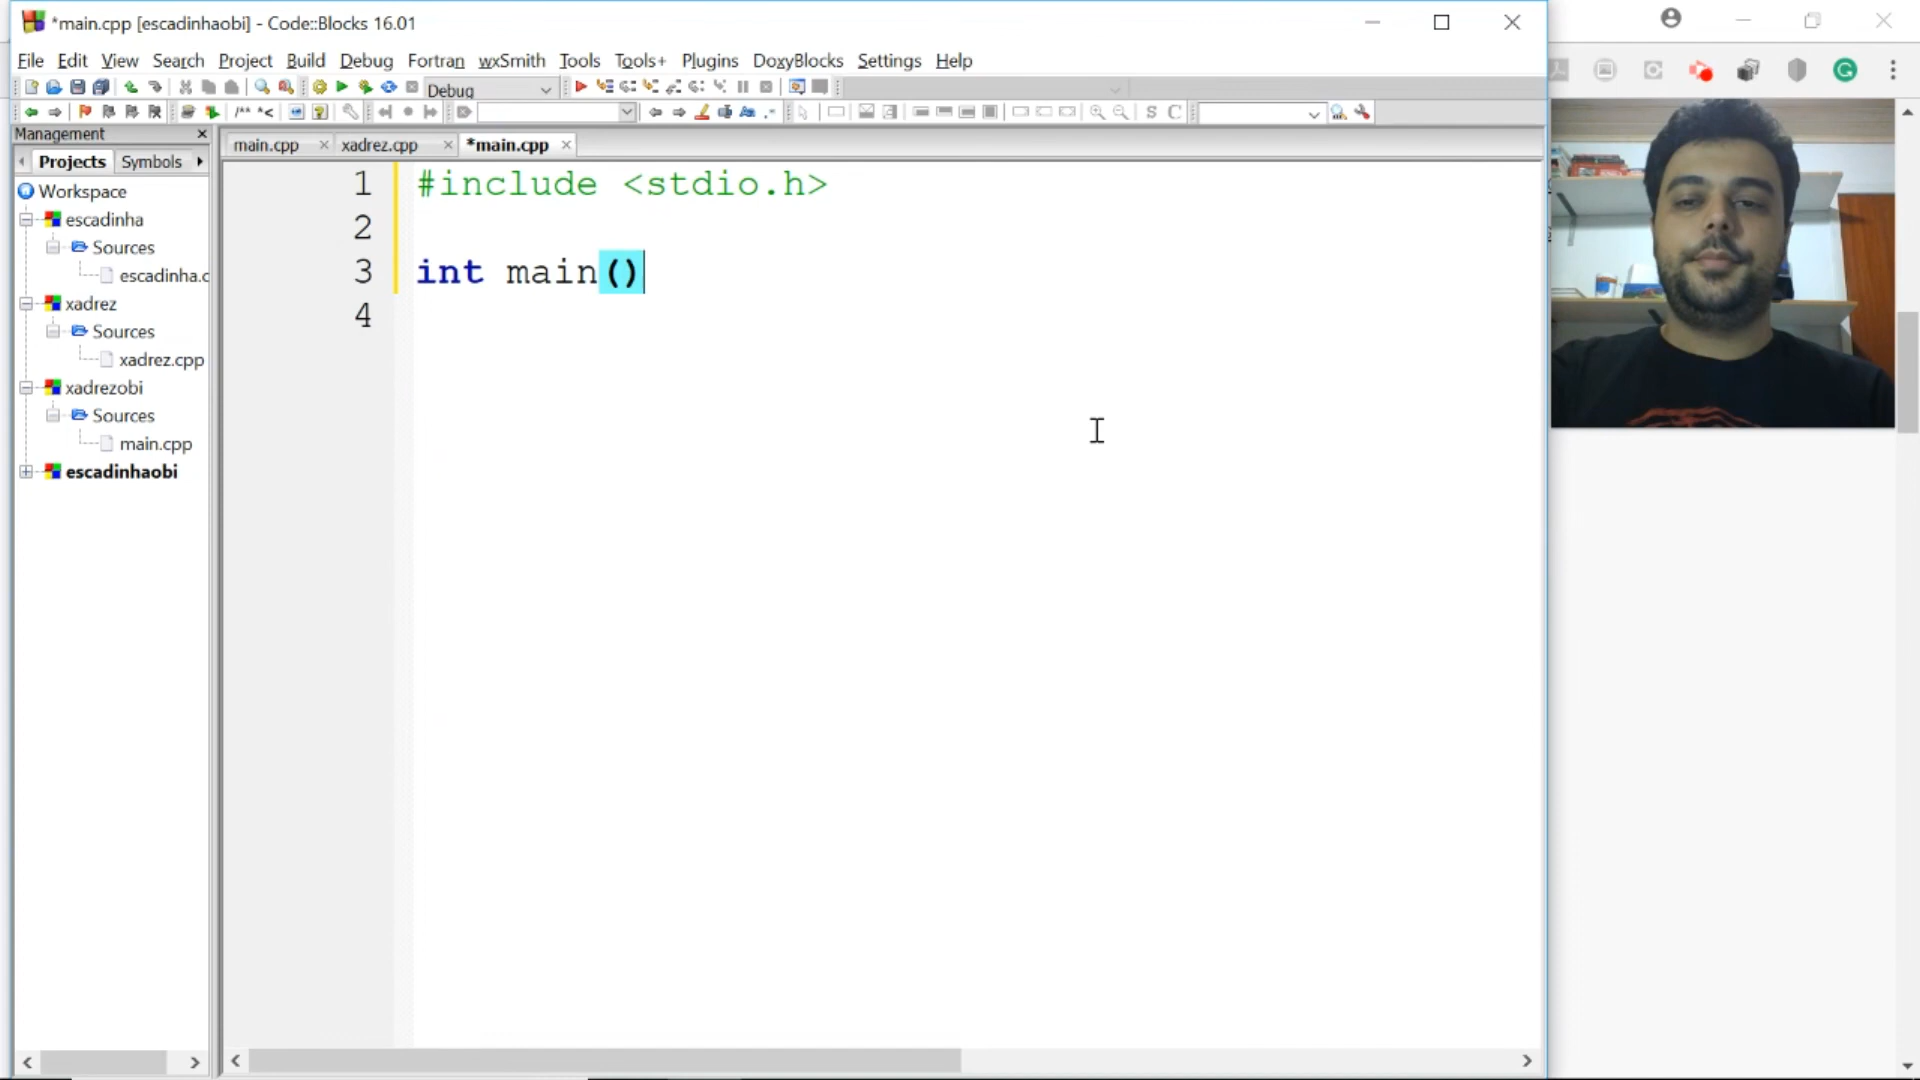 *main.cpp [escadinhaobi] - Code::Blocks 16.01
File Edit View Search Project Build Debug Fortran wxSmith Tools Tools+ Plugins DoxyBlocks Settings Help
Debug
/** *< S C
Management
Projects Symbols
main.cpp xadrez.cpp *main.cpp
Workspace
escadinha
Sources
escadinha.c
xadrez
Sources
xadrez.cpp
xadrezobi
Sources
main.cpp
escadinhaobi
1 #include <stdio.h>
2
3 int main()
4